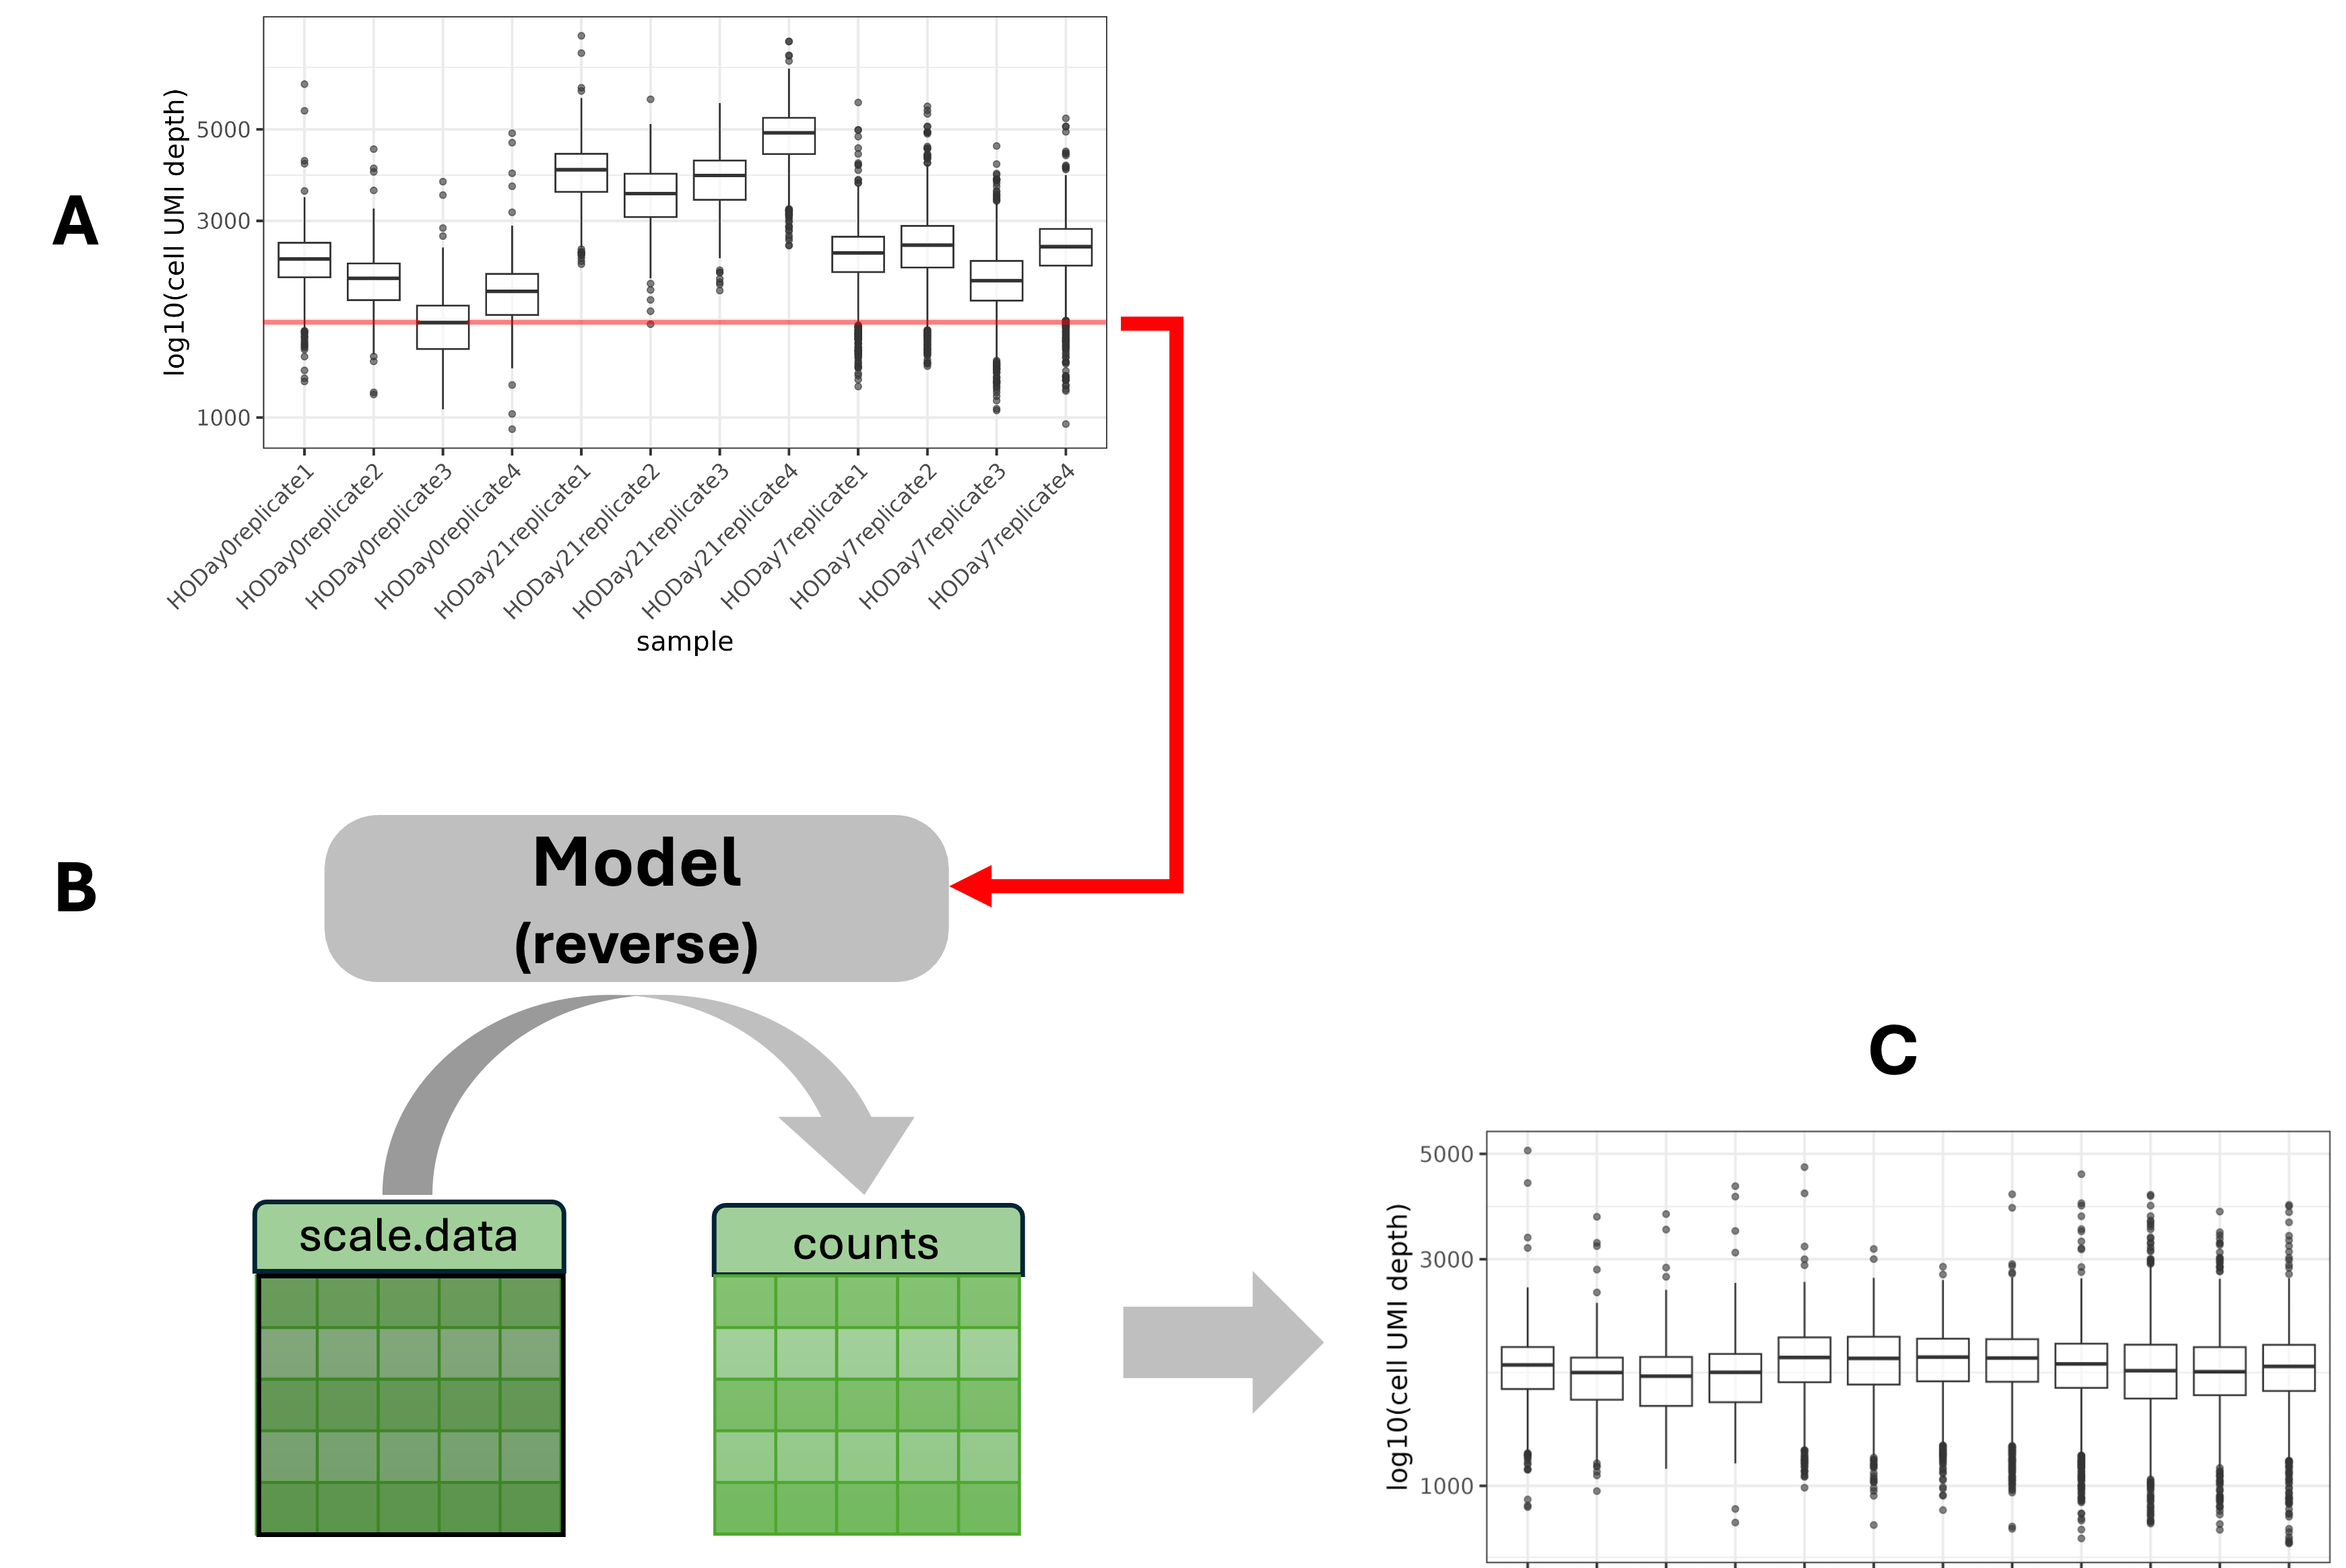 A
log10(cell UMI depth)
5000
3000
1000
HODay0replicate1
HODay0replicate2
HODay0replicate3
HODay0replicate4
HODay21replicate1
HODay21replicate2
HODay21replicate3
HODay21replicate4
HODay7replicate1
HODay7replicate2
HODay7replicate3
HODay7replicate4
sample
B
Model
(reverse)
scale.data
counts
C
log10(cell UMI depth)
5000
3000
1000